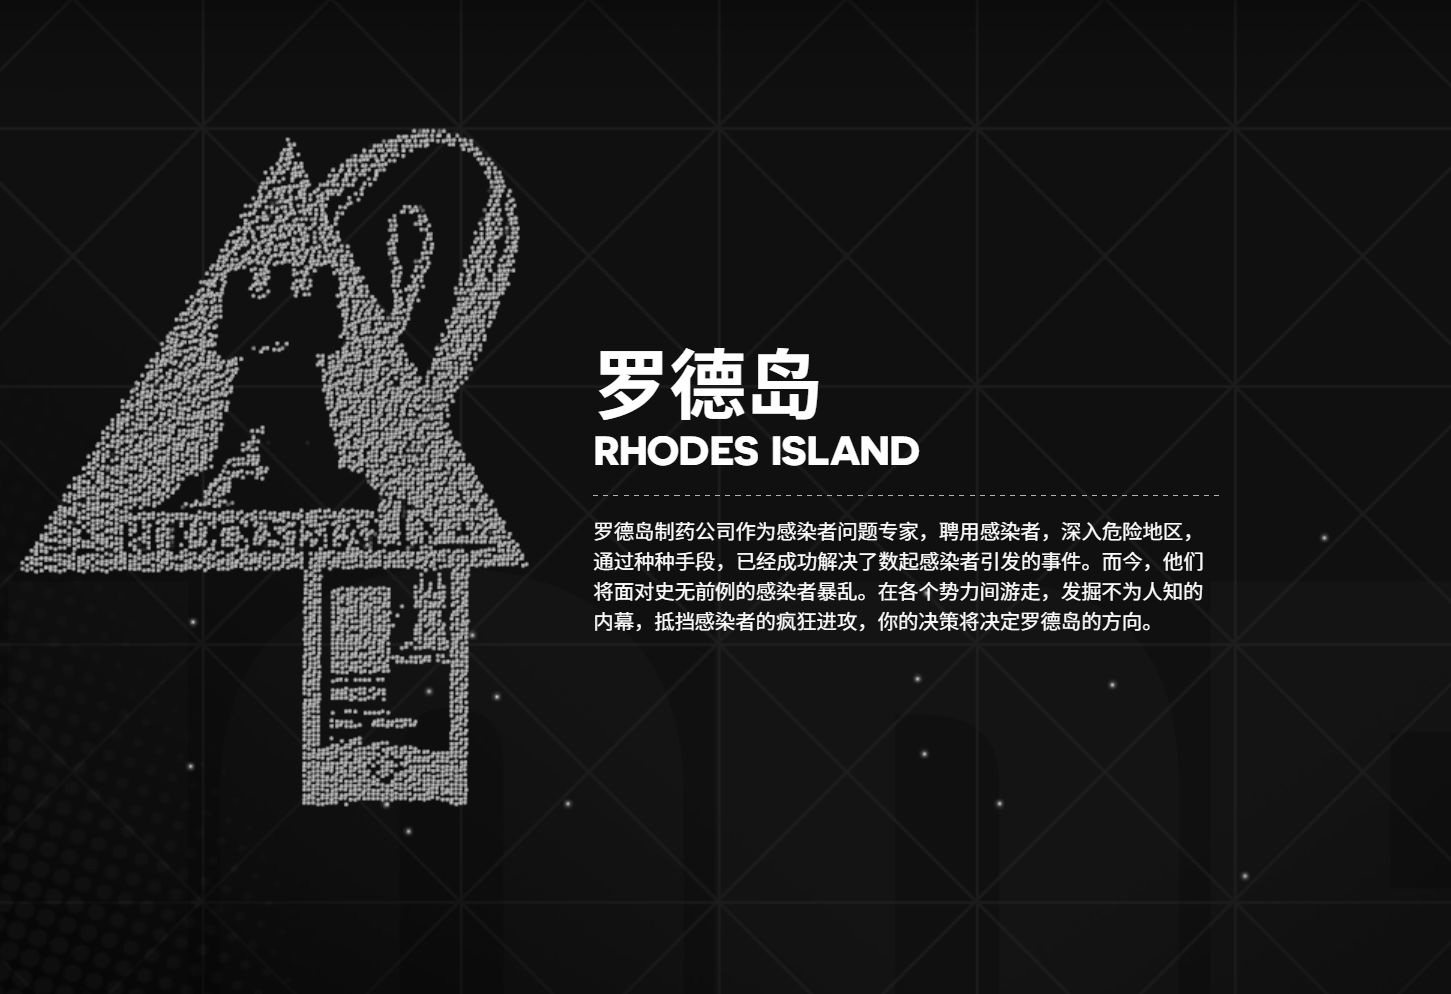 罗德岛
RHODES ISLAND
罗德岛制药公司作为感染者问题专家，聘用感染者，深入危险地区，
通过种种手段，已经成功解决了数起感染者引发的事件。而今，他们
将面对史无前例的感染者暴乱。在各个势力间游走，发掘不为人知的
内幕，抵挡感染者的疯狂进攻，你的决策将决定罗德岛的方向。